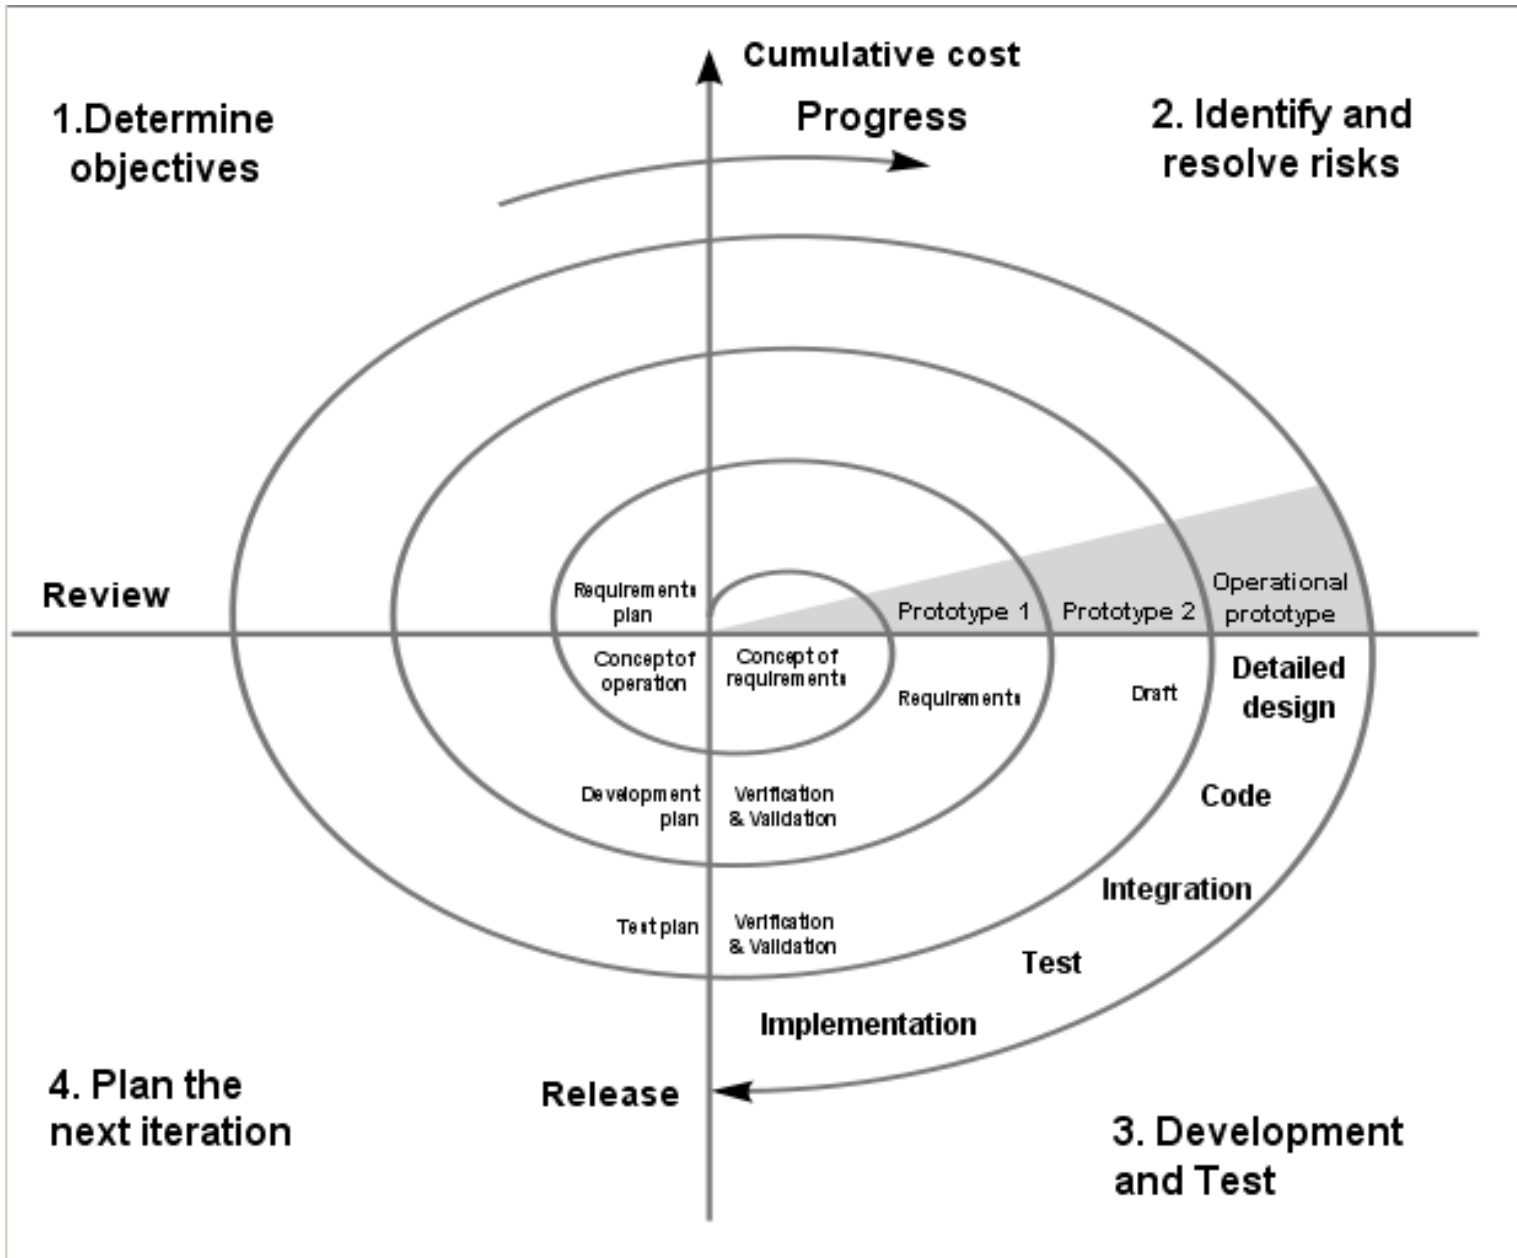 Cumulative cost
Progress
1.Determine
objectives
2. Identify and
resolve risks
Review
Requirements
plan
Prototype 1
Prototype 2
Operational
prototype
Concept of
operation
Concept of
requirements
Requirements
Draft
Detailed
design
Development
plan
Verification
& Validation
Code
Integration
Test plan
Verification
& Validation
Test
Implementation
Release
4. Plan the
next iteration
3. Development
and Test